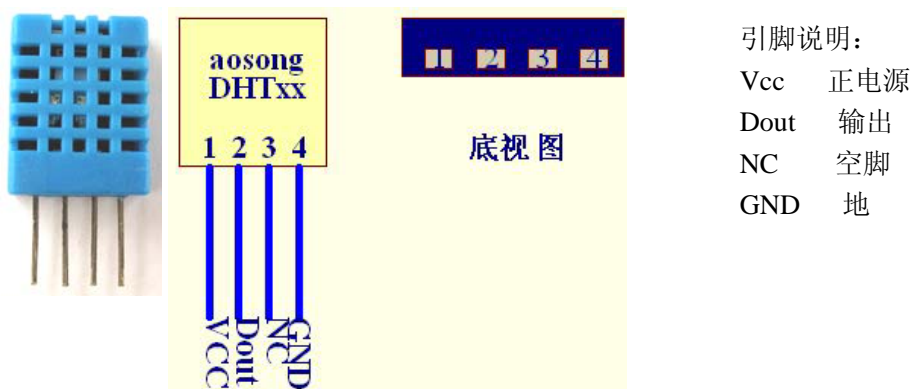 aosong
DHTxx
1 2 3 4
VCC
Dout
NC
GND
1 2 3 4
底视图
引脚说明：
Vcc 正电源
Dout 输出
NC 空脚
GND 地